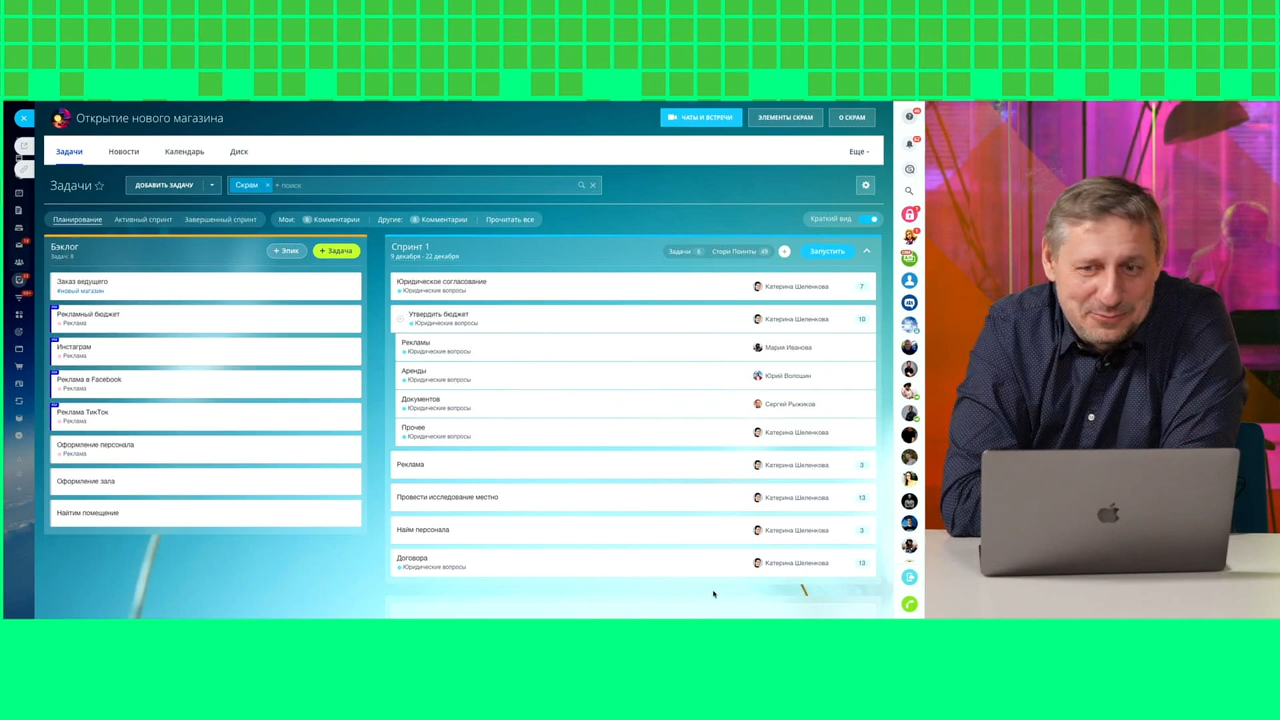 Открытие нового магазина
ЧАТЫ И ВСТРЕЧИ
ЭЛЕМЕНТЫ СКРАМ
О СКРАМ
Задачи
Новости
Календарь
Диск
Еще
Задачи
ДОБАВИТЬ ЗАДАЧУ
Скрам × + поиск
Планирование
Активный спринт
Завершенный спринт
Мои: 0 Комментарии
Другие: 0 Комментарии
Прочитать все
Краткий вид
Бэклог
Задач: 8
+ Эпик
+ Задача
Заказ ведущего
#новый магазин
Рекламный бюджет
Реклама
Инстаграм
Реклама
Реклама в Facebook
Реклама
Реклама ТикТок
Реклама
Оформление персонала
Реклама
Оформление зала
Найтим помещение
Спринт 1
9 декабря - 22 декабря
Задачи 6
Стори Поинты 49
Запустить
Юридическое согласование
Юридические вопросы
Катерина Шеленкова 7
Утвердить бюджет
Юридические вопросы
Катерина Шеленкова 10
Рекламы
Юридические вопросы
Мария Иванова
Аренды
Юридические вопросы
Юрий Волошин
Документов
Юридические вопросы
Сергей Рыжиков
Прочее
Юридические вопросы
Катерина Шеленкова
Реклама
Катерина Шеленкова 3
Провести исследование местно
Катерина Шеленкова 13
Найм персонала
Катерина Шеленкова 3
Договора
Юридические вопросы
Катерина Шеленкова 13